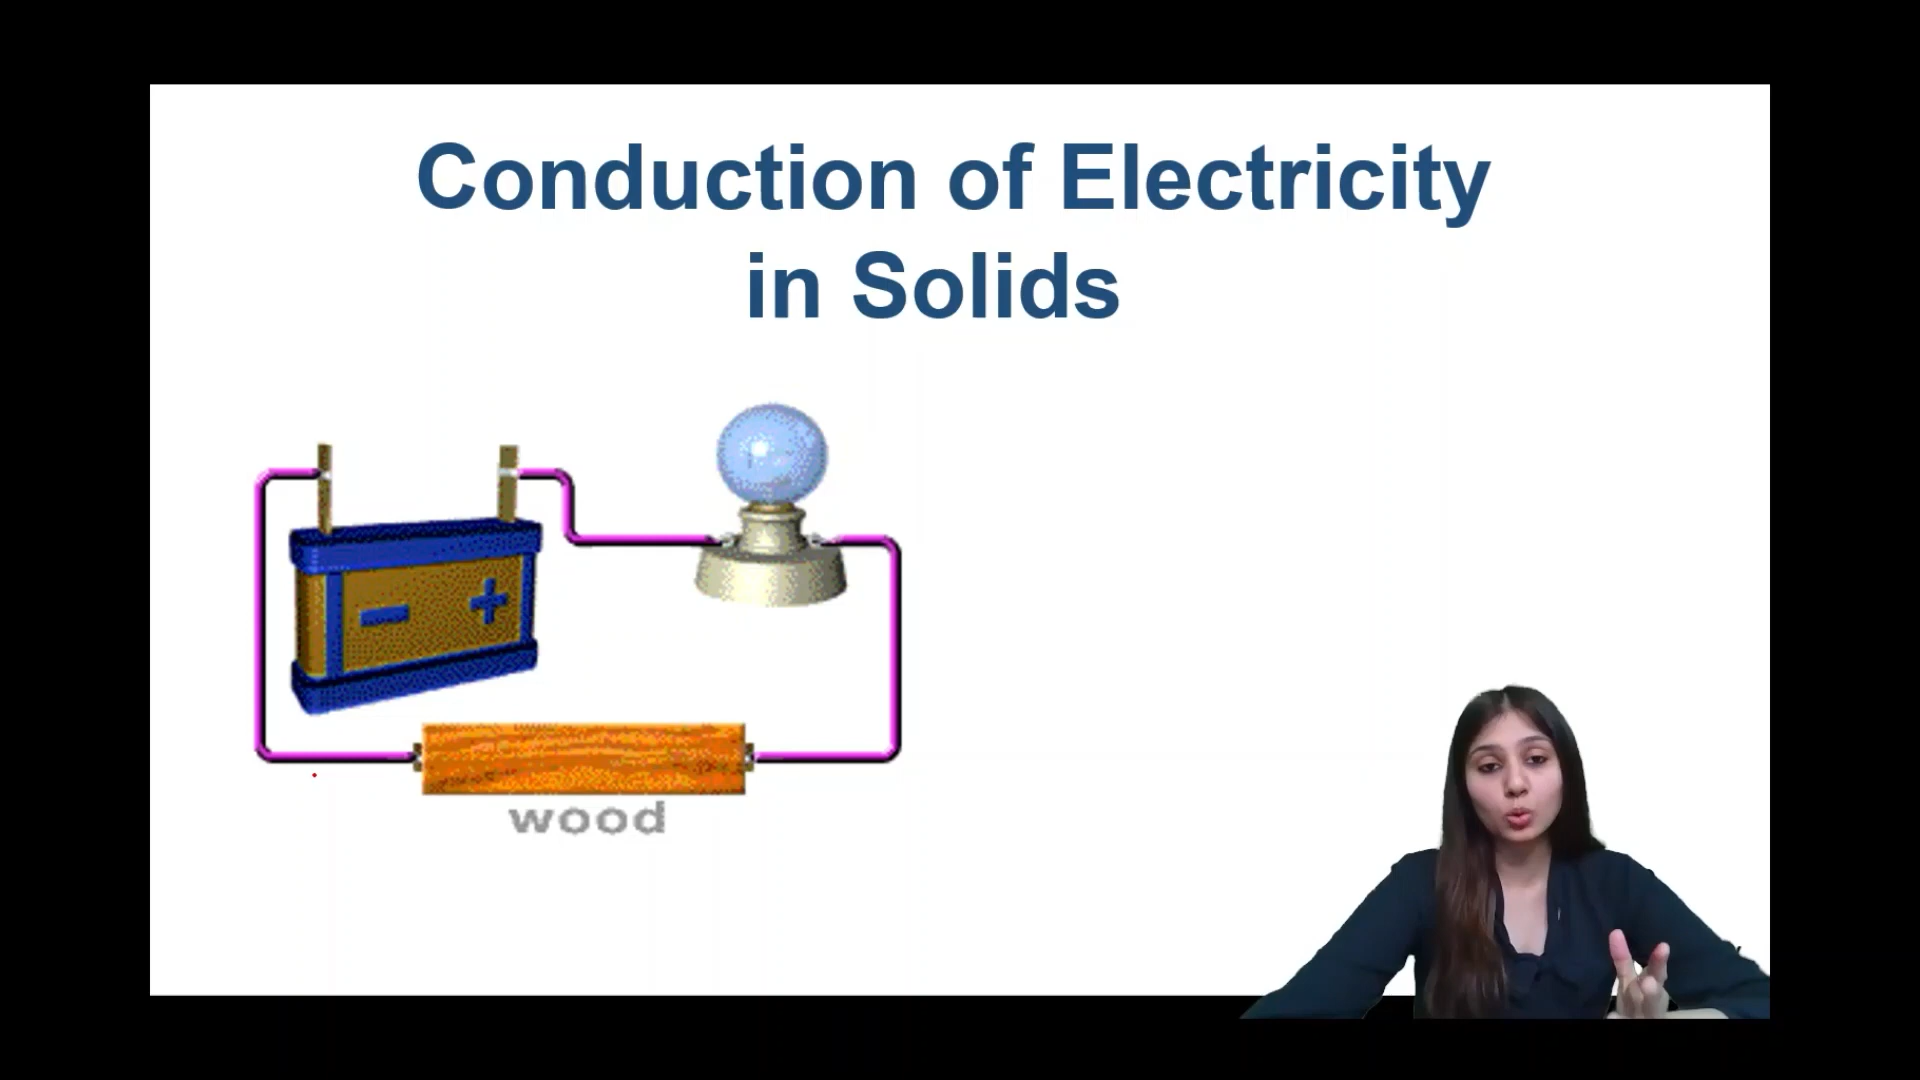 Conduction of Electricity
in Solids
− +
wood